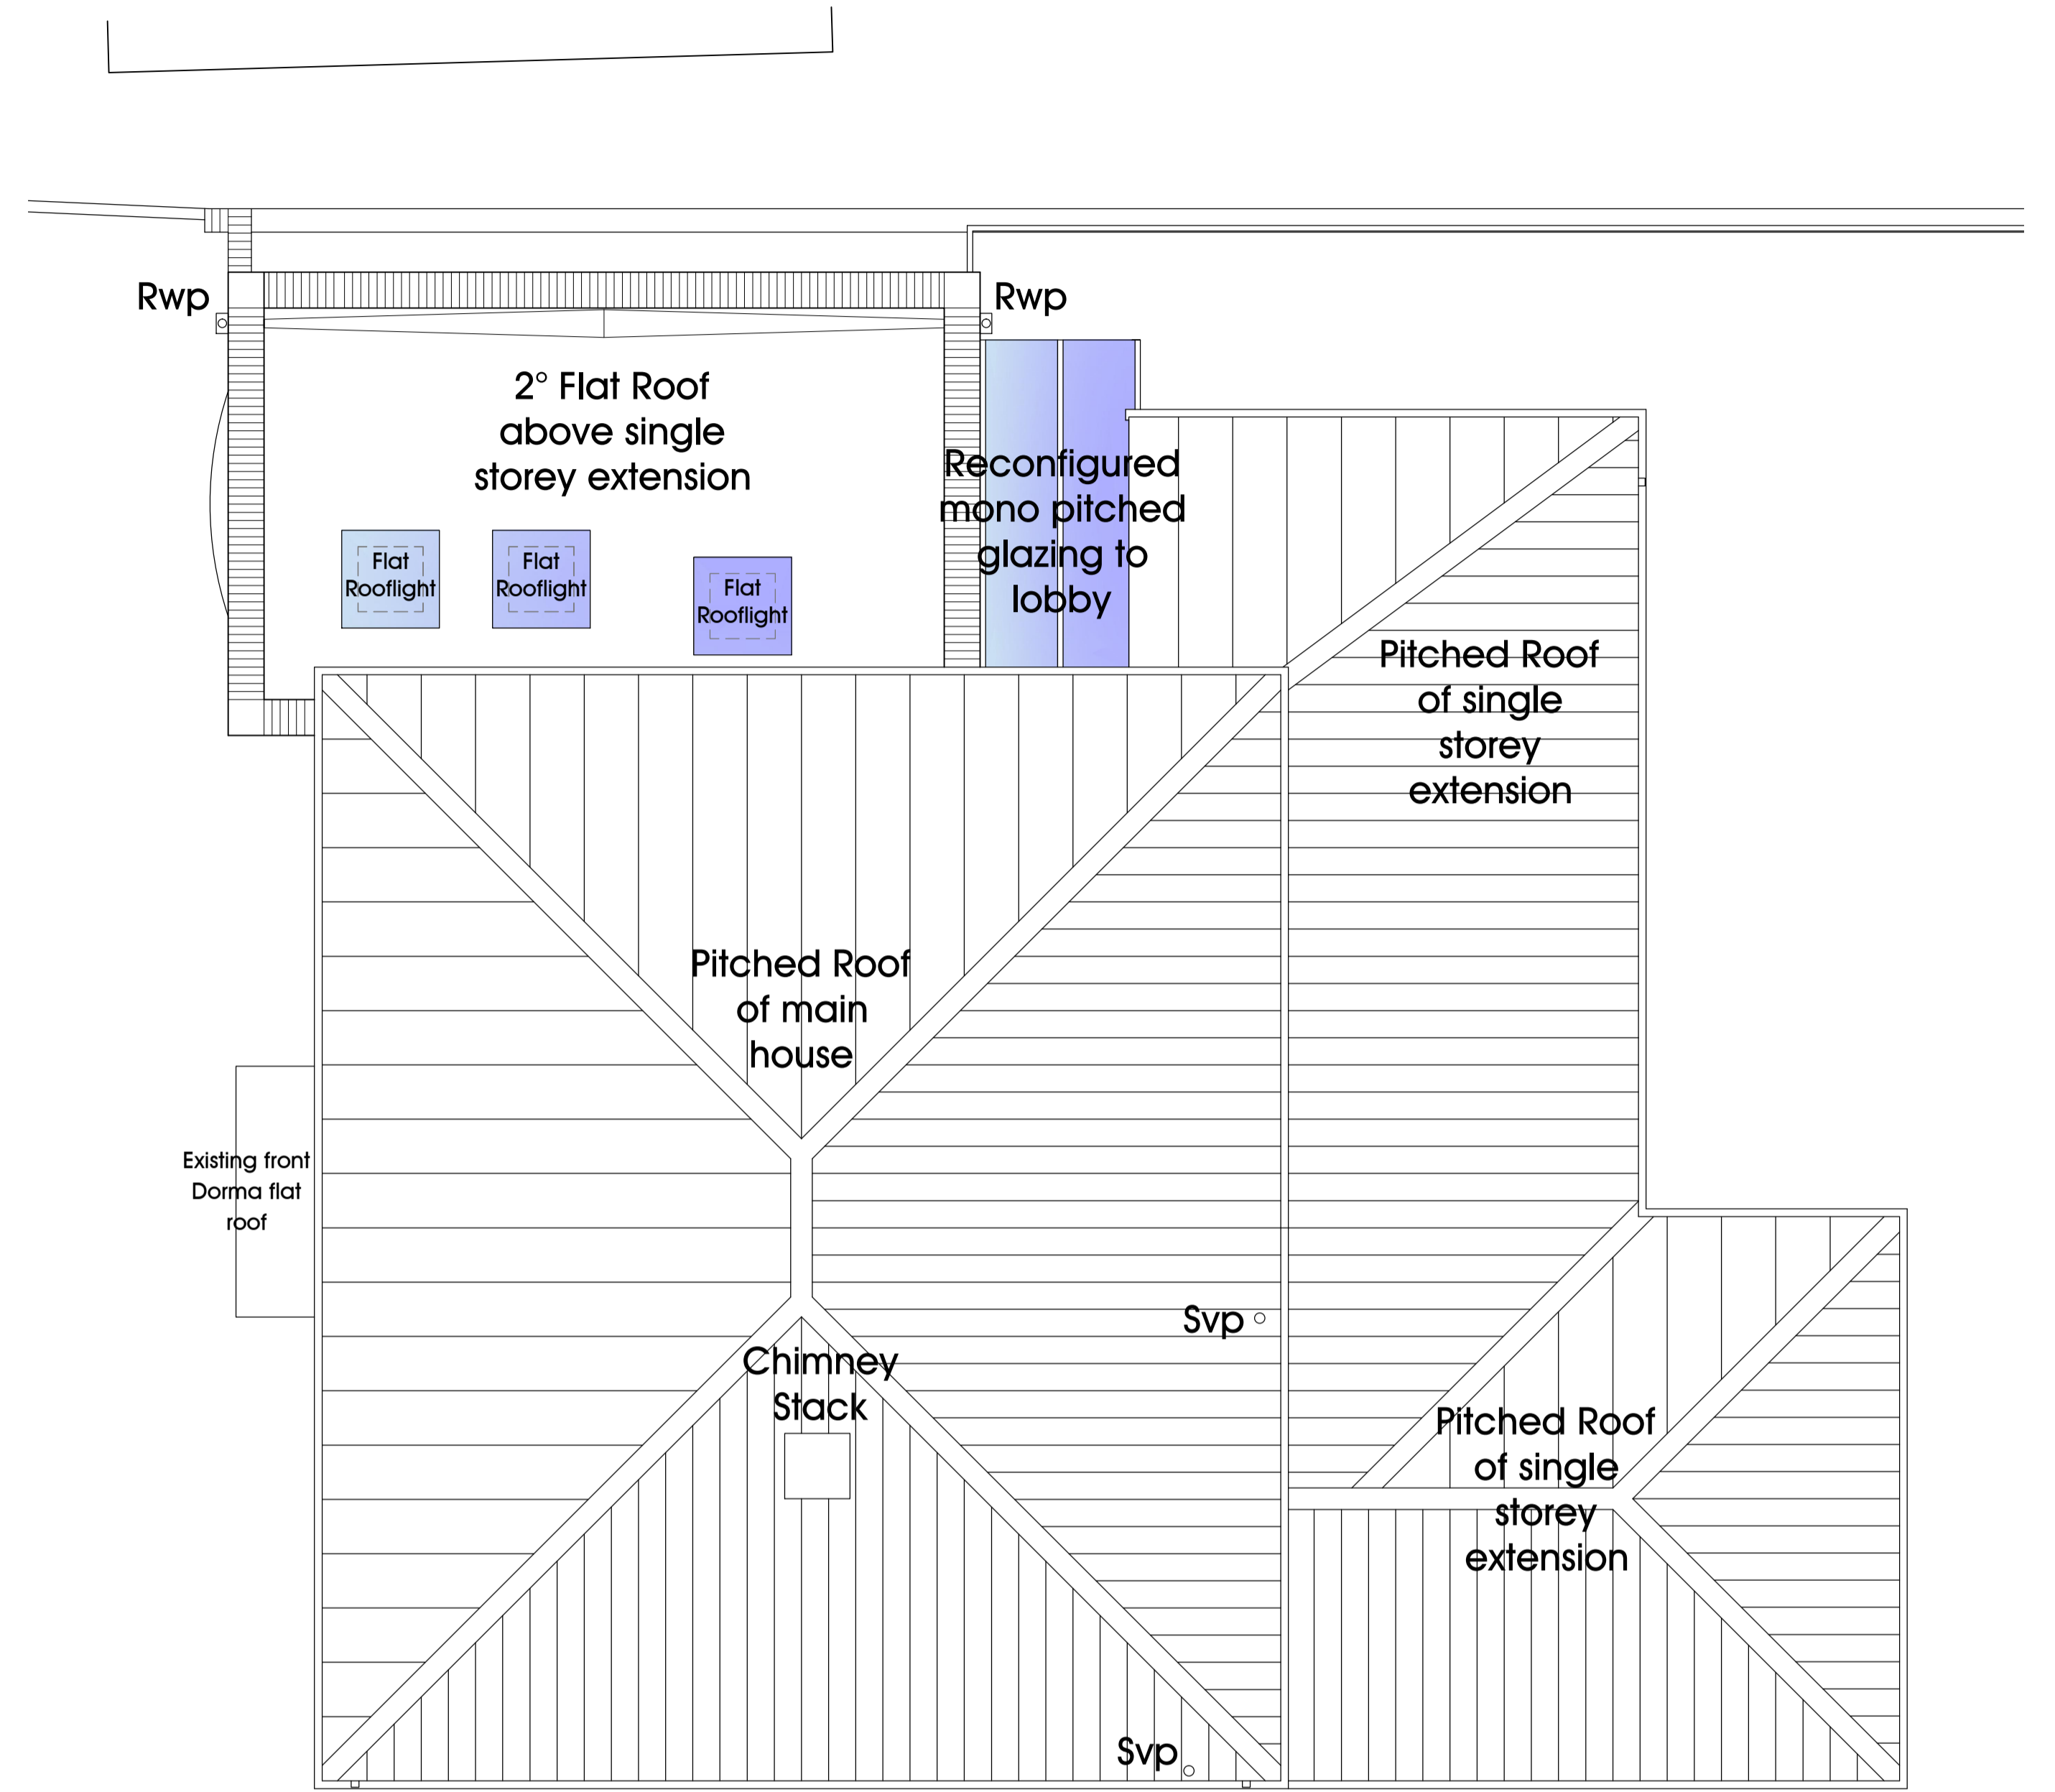 Rwp
Rwp
2° Flat Roof
above single
storey extension
Reconfigured
mono pitched
glazing to
lobby
Flat
Rooflight
Flat
Rooflight
Flat
Rooflight
Pitched Roof
of single
storey
extension
Pitched Roof
of main
house
Existing front
Dorma flat
roof
Svp
Chimney
Stack
Pitched Roof
of single
storey
extension
Svp